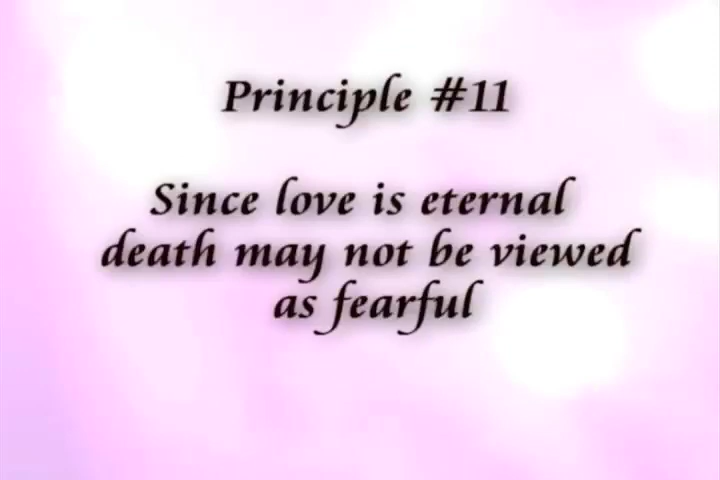 Principle #11
Since love is eternal
death may not be viewed
as fearful